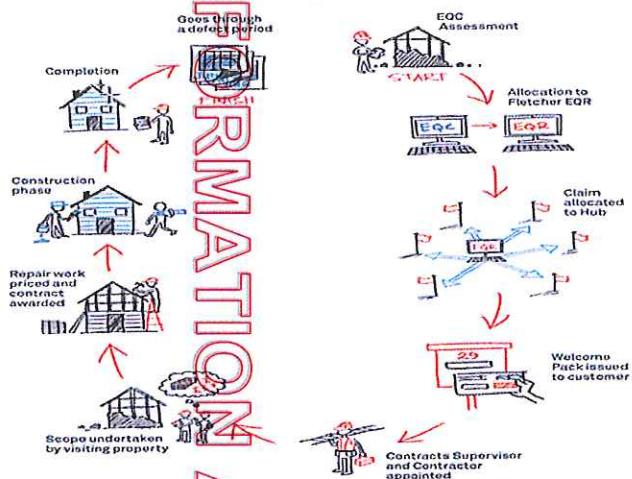 Goes through
a defect period
FINISH
EQC
Assessment
START
Completion
Allocation to
Fletcher EQR
EQC
EQR
Construction
phase
Claim
allocated
to Hub
EQR
Repair work
priced and
contract
awarded
29
Welcome
Pack issued
to customer
Scope undertaken
by visiting property
Contracts Supervisor
and Contractor
appointed
FORMATION A